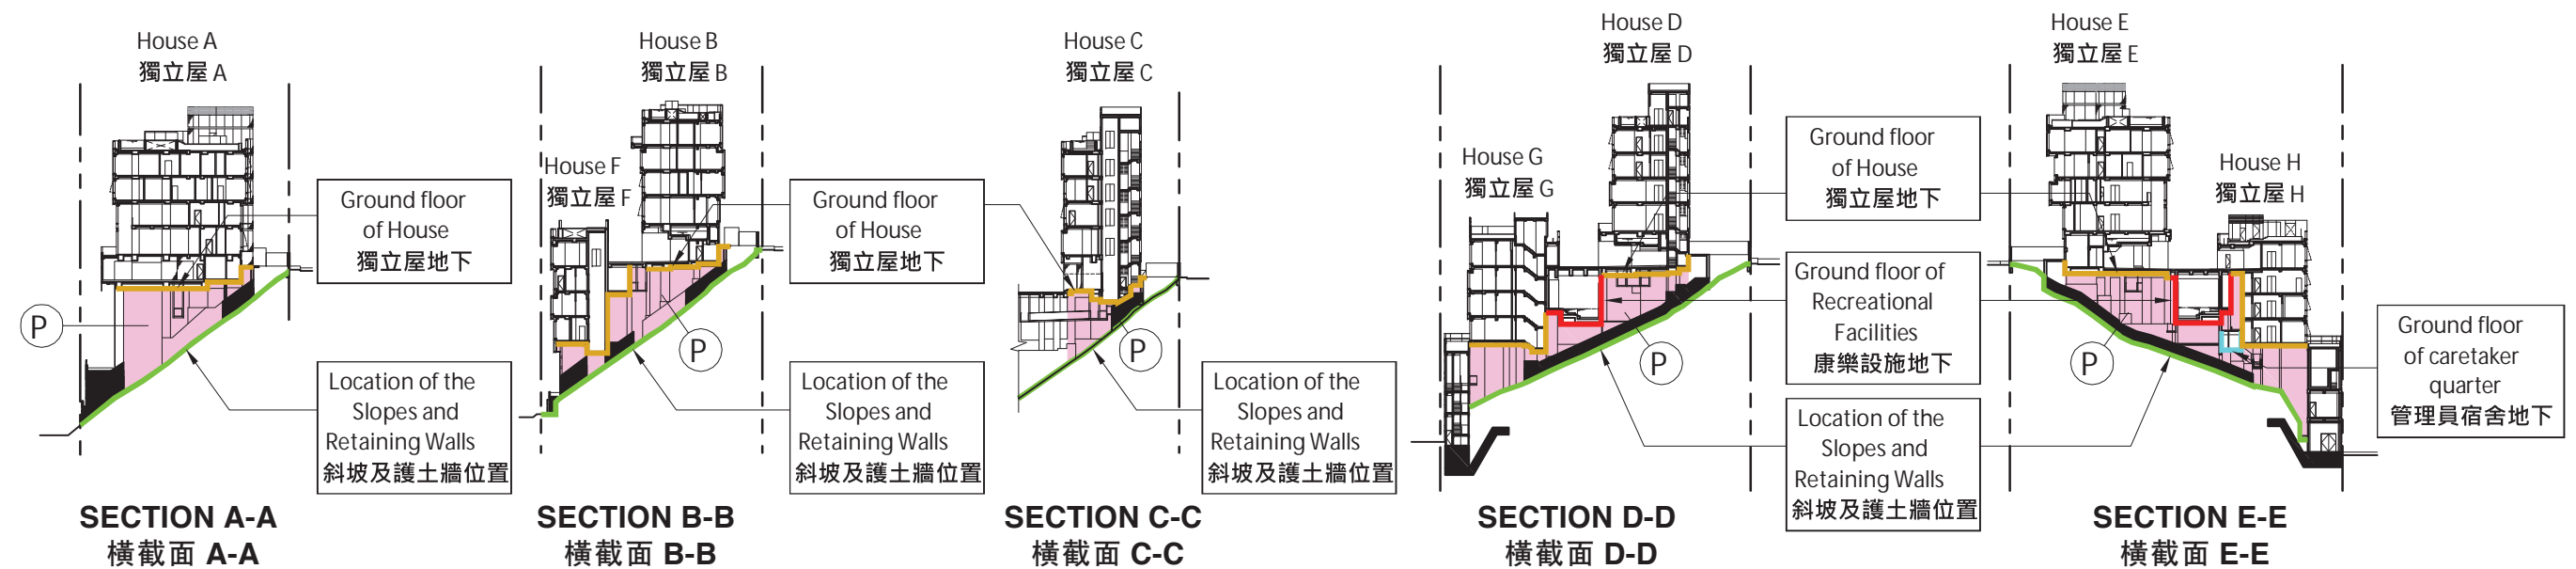 House A
獨立屋 A
P
Ground floor
of House
獨立屋地下
Location of the
Slopes and
Retaining Walls
斜坡及護土牆位置
SECTION A-A
橫截面 A-A
House B
獨立屋 B
House F
獨立屋 F
P
Ground floor
of House
獨立屋地下
Location of the
Slopes and
Retaining Walls
斜坡及護土牆位置
SECTION B-B
橫截面 B-B
House C
獨立屋 C
P
Location of the
Slopes and
Retaining Walls
斜坡及護土牆位置
SECTION C-C
橫截面 C-C
House D
獨立屋 D
House G
獨立屋 G
P
Ground floor
of House
獨立屋地下
Ground floor of
Recreational
Facilities
康樂設施地下
Location of the
Slopes and
Retaining Walls
斜坡及護土牆位置
SECTION D-D
橫截面 D-D
House E
獨立屋 E
House H
獨立屋 H
P
Ground floor
of caretaker
quarter
管理員宿舍地下
SECTION E-E
橫截面 E-E